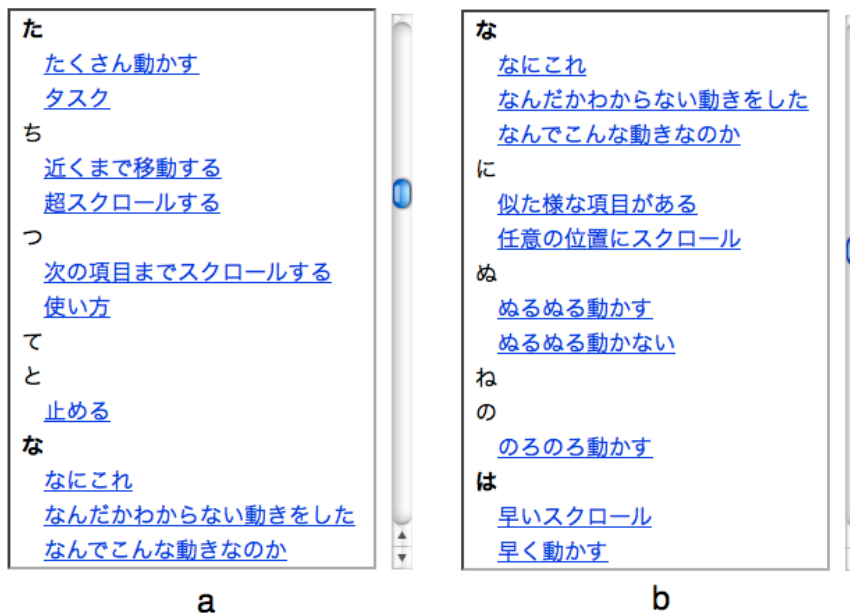 た
たくさん動かす
タスク
ち
近くまで移動する
超スクロールする
つ
次の項目までスクロールする
使い方
て
と
止める
な
なにこれ
なんだかわからない動きをした
なんでこんな動きなのか
a
な
なにこれ
なんだかわからない動きをした
なんでこんな動きなのか
に
似た様な項目がある
任意の位置にスクロール
ぬ
ぬるぬる動かす
ぬるぬる動かない
ね
の
のろのろ動かす
は
早いスクロール
早く動かす
b